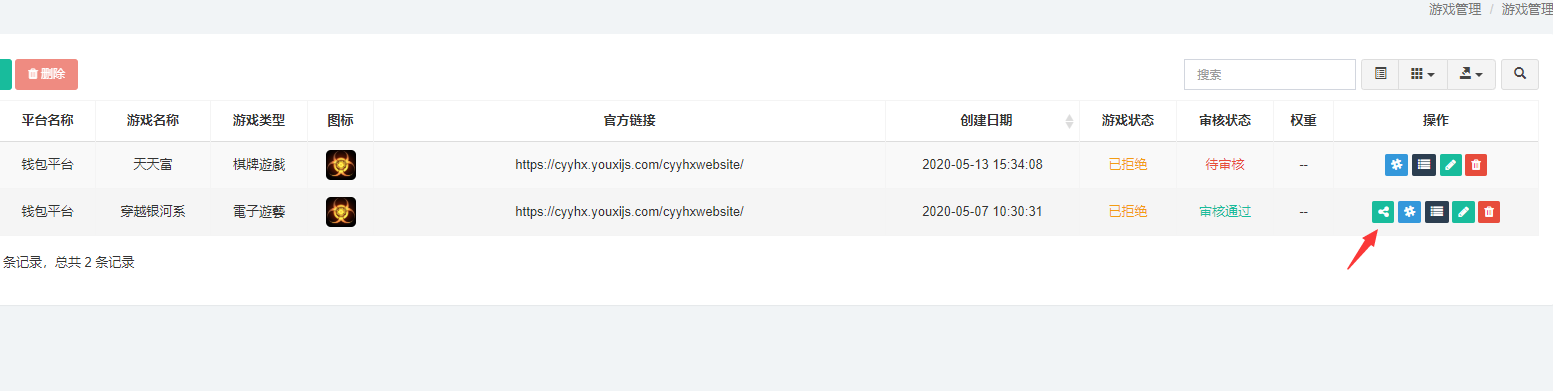 游戏管理 / 游戏管理
删除
搜索
平台名称 游戏名称 游戏类型 图标 官方链接 创建日期 游戏状态 审核状态 权重 操作
钱包平台 天天富 棋牌遊戲 https://cyyhx.youxijs.com/cyyhxwebsite/ 2020-05-13 15:34:08 已拒绝 待审核 --
钱包平台 穿越银河系 電子遊藝 https://cyyhx.youxijs.com/cyyhxwebsite/ 2020-05-07 10:30:31 已拒绝 审核通过 --
条记录，总共 2 条记录